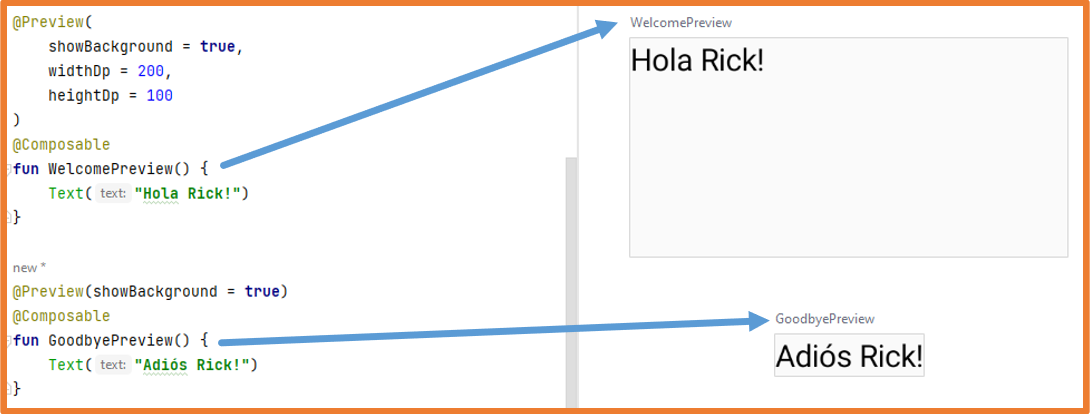 @Preview(
    showBackground = true,
    widthDp = 200,
    heightDp = 100
)
@Composable
fun WelcomePreview() {
    Text( text: "Hola Rick!")
}
new *
@Preview(showBackground = true)
@Composable
fun GoodbyePreview() {
    Text( text: "Adiós Rick!")
}
WelcomePreview
Hola Rick!
GoodbyePreview
Adiós Rick!